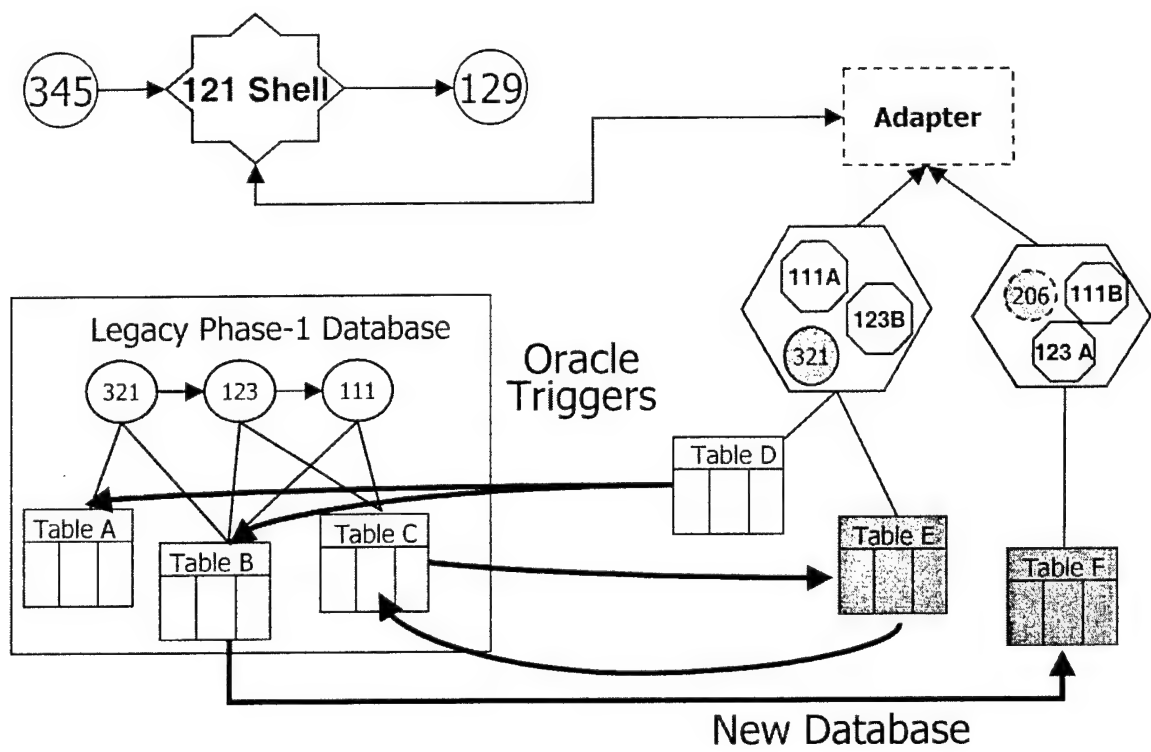 345
121 Shell
129
Adapter
111A
123B
321
206
111B
123 A
Legacy Phase-1 Database
321
123
111
Oracle
Triggers
Table A
Table B
Table C
Table D
Table E
Table F
New Database